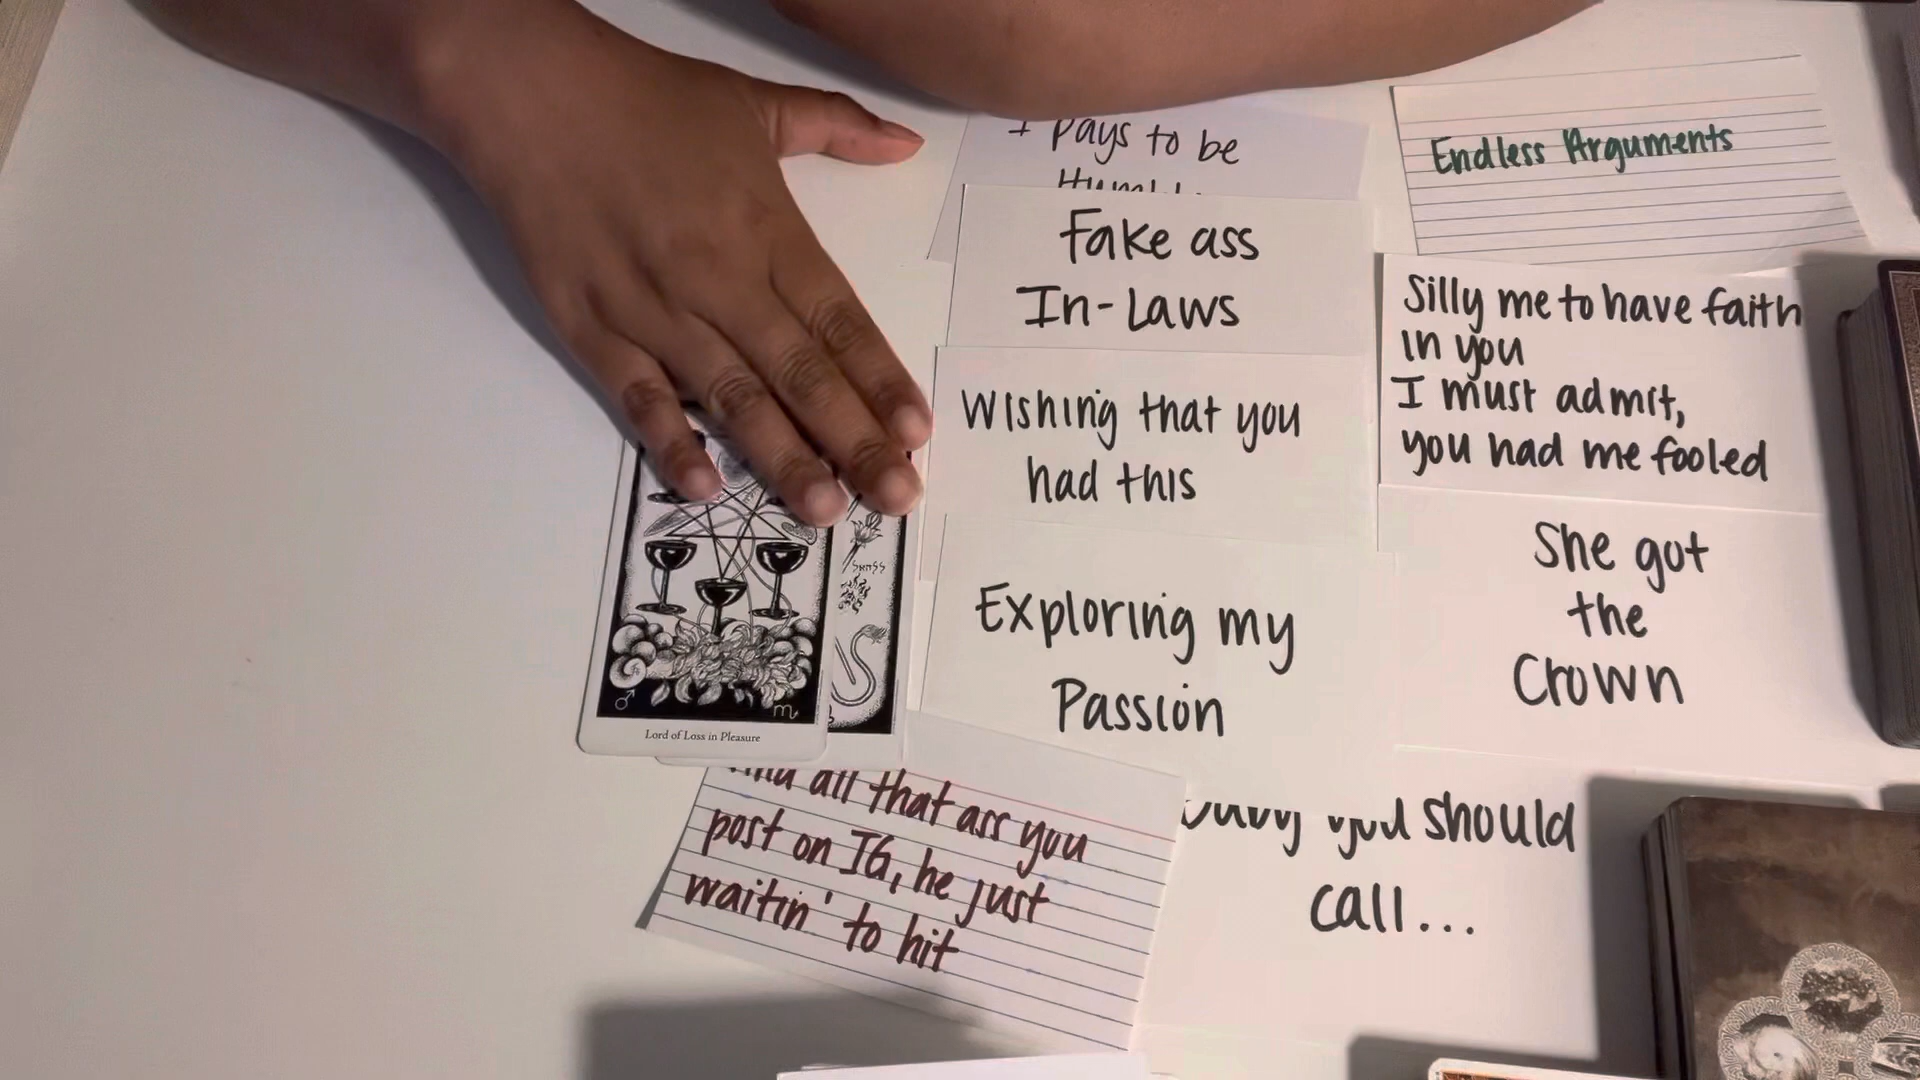 Pays to be
Fake ass
In-Laws
Wishing that you
had this
Exploring my
Passion
Endless Arguments
Silly me to have faith
in you
I must admit,
you had me fooled
She got
the
Crown
Lord of Loss in Pleasure
all that ass you
post on IG, he just
waitin' to hit
you should
call...